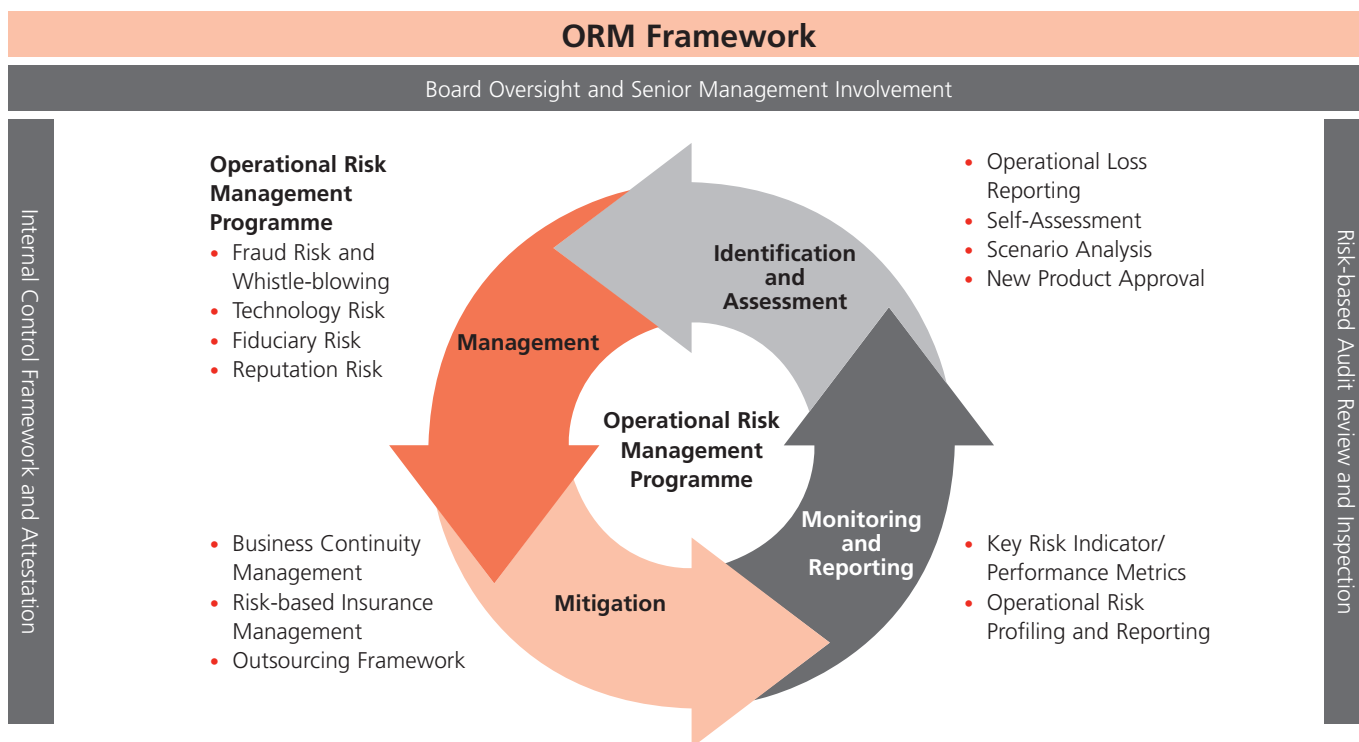 ORM Framework
Board Oversight and Senior Management Involvement
Internal Control Framework and Attestation
Operational Risk
Management
Programme
• Fraud Risk and
Whistle-blowing
• Technology Risk
• Fiduciary Risk
• Reputation Risk
Identification
and
Assessment
• Operational Loss
Reporting
• Self-Assessment
• Scenario Analysis
• New Product Approval
Management
Operational Risk
Management
Programme
• Business Continuity
Management
• Risk-based Insurance
Management
• Outsourcing Framework
Mitigation
Monitoring
and
Reporting
• Key Risk Indicator/
Performance Metrics
• Operational Risk
Profiling and Reporting
Risk-based Audit Review and Inspection